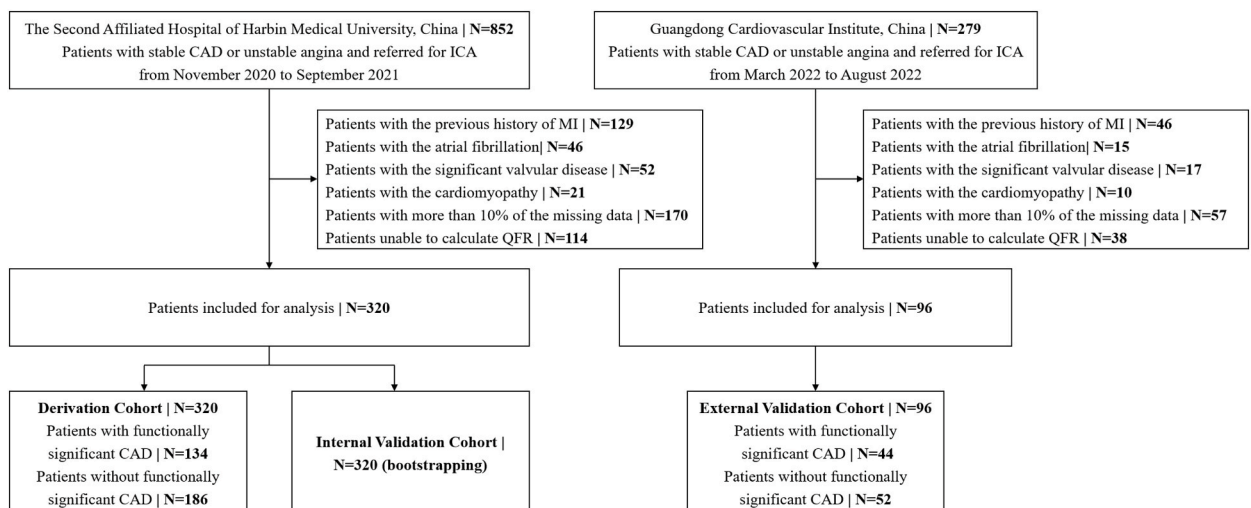 The Second Affiliated Hospital of Harbin Medical University, China | N=852
Patients with stable CAD or unstable angina and referred for ICA
from November 2020 to September 2021
Guangdong Cardiovascular Institute, China | N=279
Patients with stable CAD or unstable angina and referred for ICA
from March 2022 to August 2022
Patients with the previous history of MI | N=129
Patients with the atrial fibrillation| N=46
Patients with the significant valvular disease | N=52
Patients with the cardiomyopathy | N=21
Patients with more than 10% of the missing data | N=170
Patients unable to calculate QFR | N=114
Patients with the previous history of MI | N=46
Patients with the atrial fibrillation| N=15
Patients with the significant valvular disease | N=17
Patients with the cardiomyopathy | N=10
Patients with more than 10% of the missing data | N=57
Patients unable to calculate QFR | N=38
Patients included for analysis | N=320
Patients included for analysis | N=96
Derivation Cohort | N=320
Patients with functionally
significant CAD | N=134
Patients without functionally
significant CAD | N=186
Internal Validation Cohort |
N=320 (bootstrapping)
External Validation Cohort | N=96
Patients with functionally
significant CAD | N=44
Patients without functionally
significant CAD | N=52